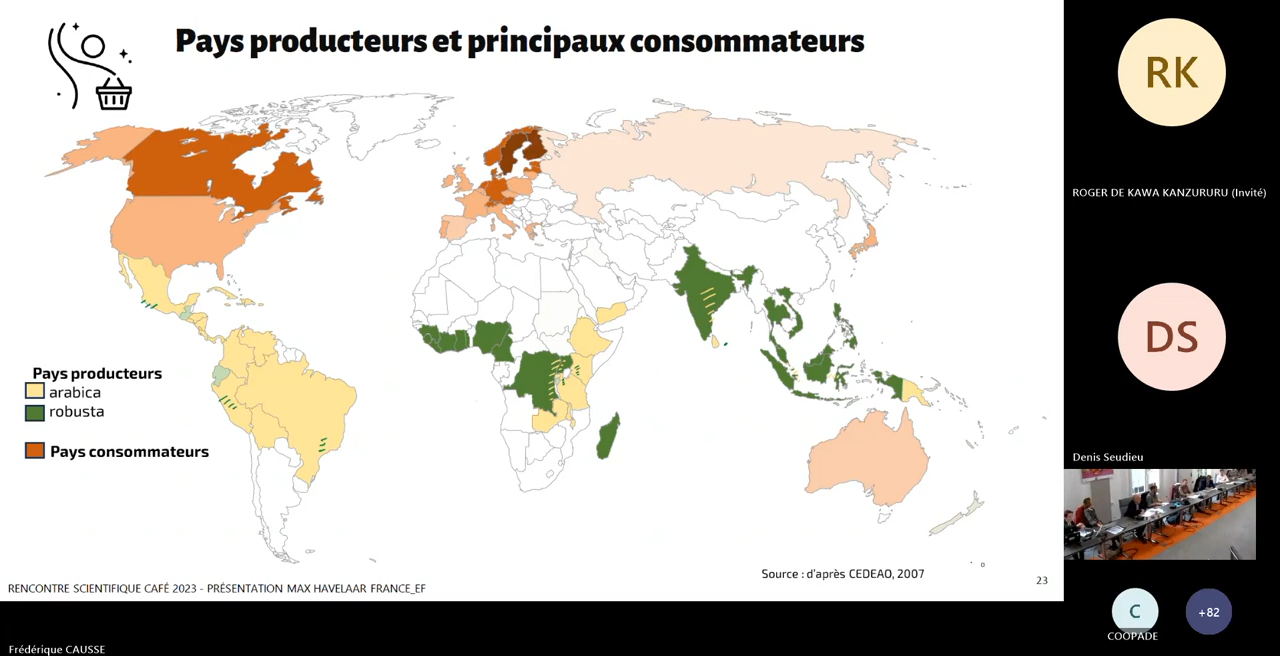 Pays producteurs et principaux consommateurs
Pays producteurs
arabica
robusta
Pays consommateurs
Source : d'après CEDEAO, 2007
23
RENCONTRE SCIENTIFIQUE CAFÉ 2023 - PRÉSENTATION MAX HAVELAAR FRANCE_EF
Frédérique CAUSSE
RK
ROGER DE KAWA KANZURURU (Invité)
DS
Denis Seudieu
C
COOPADE
+82